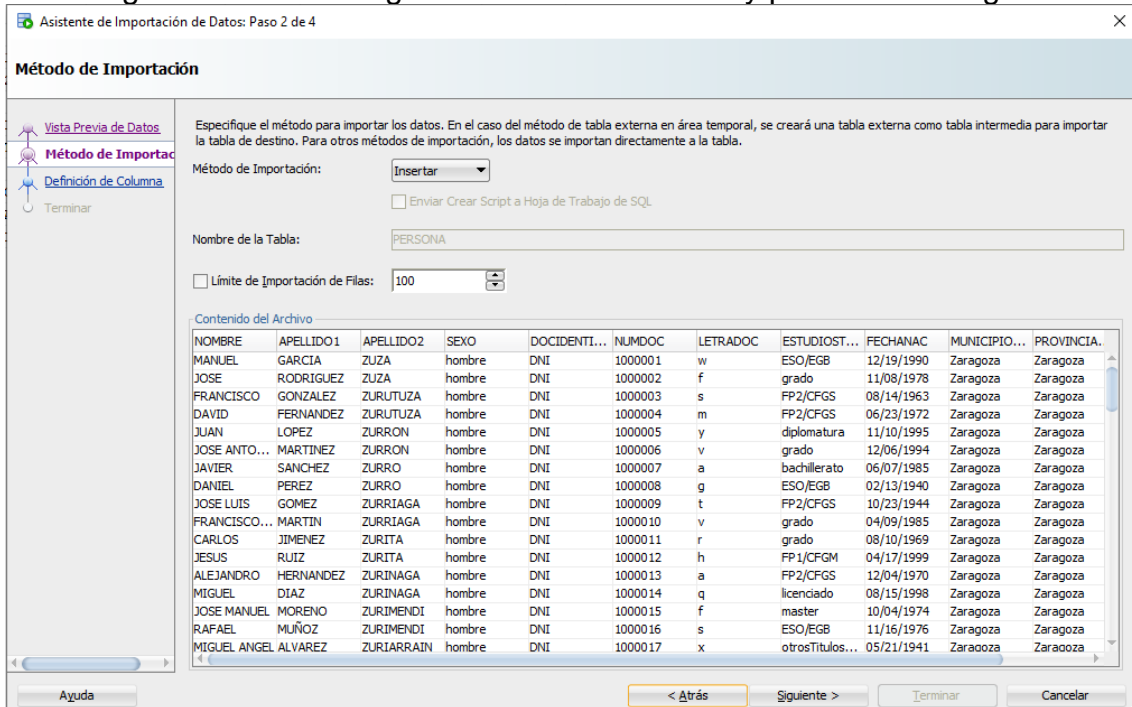 Asistente de Importación de Datos: Paso 2 de 4
Método de Importación
Vista Previa de Datos
Método de Importac
Definición de Columna
Terminar
Especifique el método para importar los datos. En el caso del método de tabla externa en área temporal, se creará una tabla externa como tabla intermedia para importar
la tabla de destino. Para otros métodos de importación, los datos se importan directamente a la tabla.
Método de Importación: Insertar
Enviar Crear Script a Hoja de Trabajo de SQL
Nombre de la Tabla: PERSONA
Límite de Importación de Filas: 100
Contenido del Archivo
NOMBRE APELLIDO1 APELLIDO2 SEXO DOCIDENTI... NUMDOC LETRADOC ESTUDIOST... FECHANAC MUNICIPIO... PROVINCIA.
MANUEL GARCIA ZUZA hombre DNI 1000001 w ESO/EGB 12/19/1990 Zaragoza Zaragoza
JOSE RODRIGUEZ ZUZA hombre DNI 1000002 f grado 11/08/1978 Zaragoza Zaragoza
FRANCISCO GONZALEZ ZURUTUZA hombre DNI 1000003 s FP2/CFGS 08/14/1963 Zaragoza Zaragoza
DAVID FERNANDEZ ZURUTUZA hombre DNI 1000004 m FP2/CFGS 06/23/1972 Zaragoza Zaragoza
JUAN LOPEZ ZURRON hombre DNI 1000005 y diplomatura 11/10/1995 Zaragoza Zaragoza
JOSE ANTO... MARTINEZ ZURRON hombre DNI 1000006 v grado 12/06/1994 Zaragoza Zaragoza
JAVIER SANCHEZ ZURRO hombre DNI 1000007 a bachillerato 06/07/1985 Zaragoza Zaragoza
DANIEL PEREZ ZURRO hombre DNI 1000008 g ESO/EGB 02/13/1940 Zaragoza Zaragoza
JOSE LUIS GOMEZ ZURRIAGA hombre DNI 1000009 t FP2/CFGS 10/23/1944 Zaragoza Zaragoza
FRANCISCO... MARTIN ZURRIAGA hombre DNI 1000010 v grado 04/09/1985 Zaragoza Zaragoza
CARLOS JIMENEZ ZURITA hombre DNI 1000011 r grado 08/10/1969 Zaragoza Zaragoza
JESUS RUIZ ZURITA hombre DNI 1000012 h FP1/CFGM 04/17/1999 Zaragoza Zaragoza
ALEJANDRO HERNANDEZ ZURINAGA hombre DNI 1000013 a FP2/CFGS 12/04/1970 Zaragoza Zaragoza
MIGUEL DIAZ ZURINAGA hombre DNI 1000014 q licenciado 08/15/1998 Zaragoza Zaragoza
JOSE MANUEL MORENO ZURIMENDI hombre DNI 1000015 f master 10/04/1974 Zaragoza Zaragoza
RAFAEL MUÑOZ ZURIMENDI hombre DNI 1000016 s ESO/EGB 11/16/1976 Zaragoza Zaragoza
MIGUEL ANGEL ALVAREZ ZURIARRAIN hombre DNI 1000017 x otrosTitulos... 05/21/1941 Zaragoza Zaragoza
Ayuda < Atrás Siguiente > Terminar Cancelar